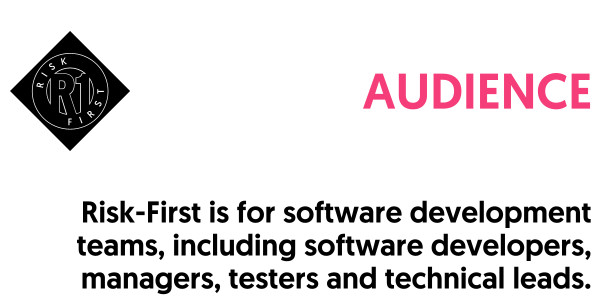 RISK
R1
FIRST
AUDIENCE
Risk-First is for software development
teams, including software developers,
managers, testers and technical leads.